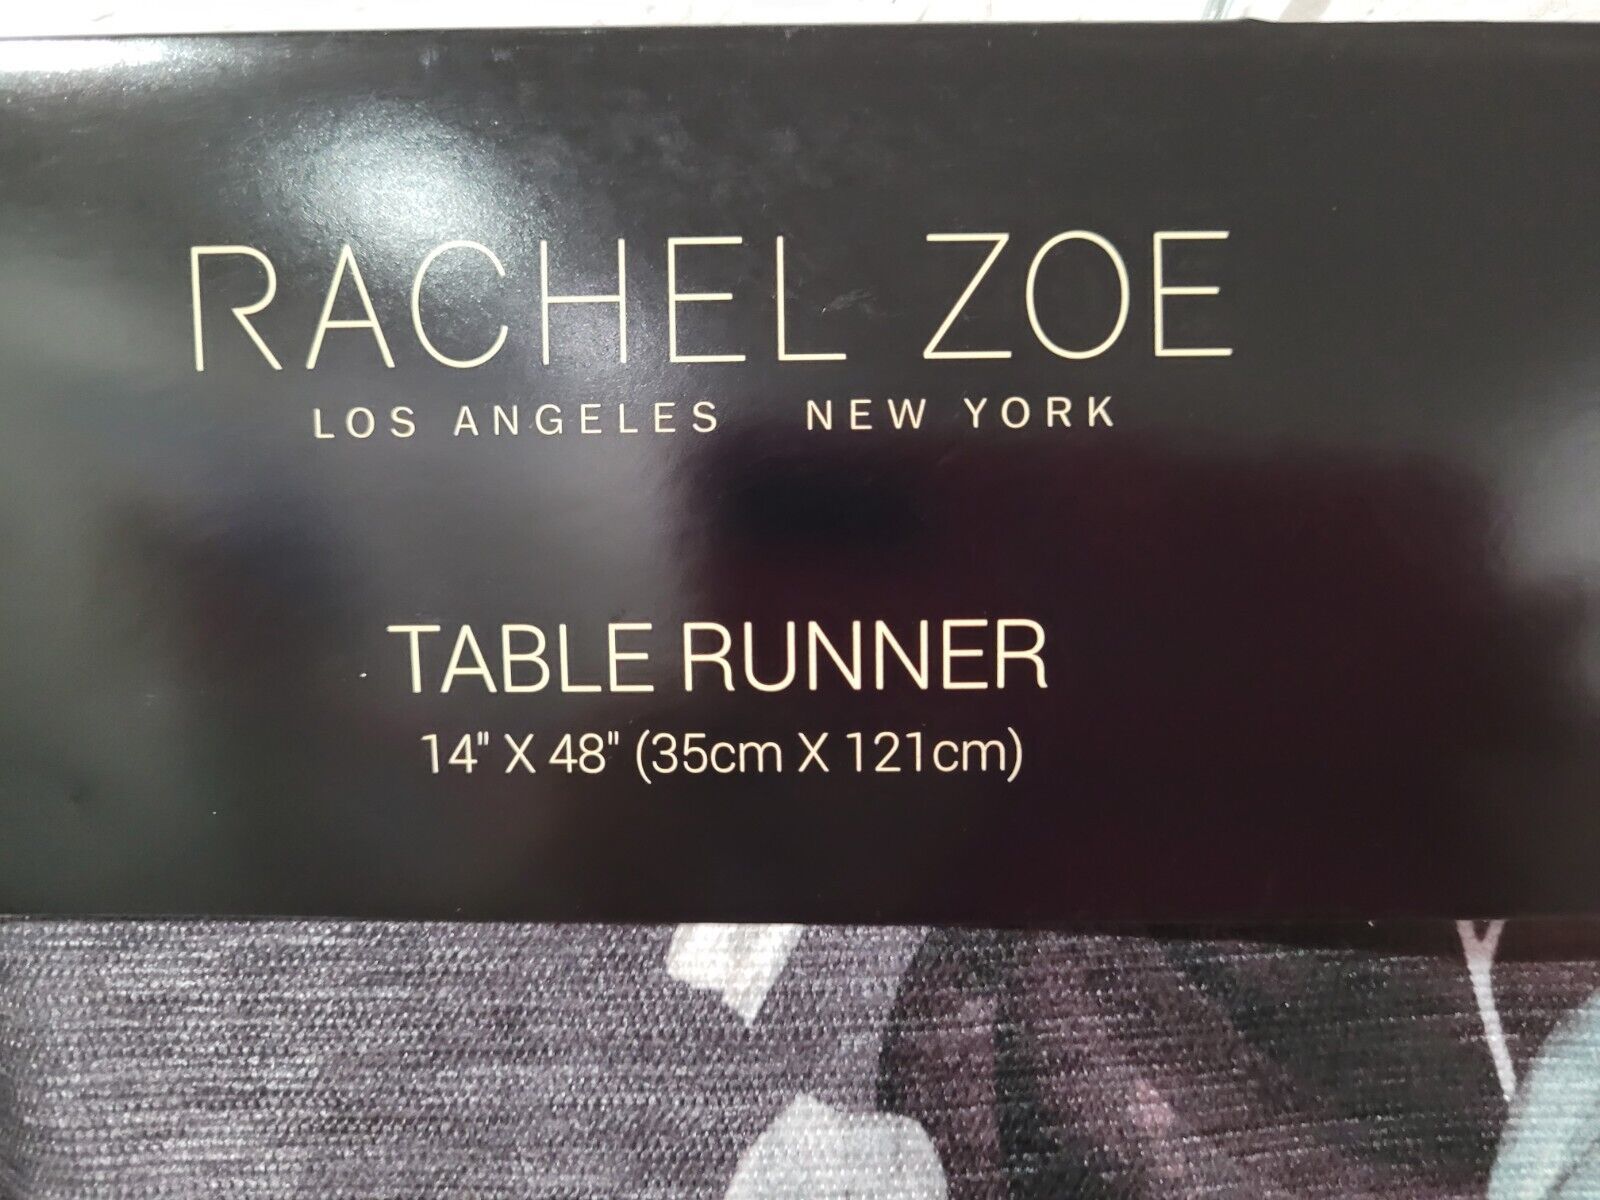 RACHEL ZOE
LOS ANGELES NEW YORK
TABLE RUNNER
14" X 48" (35cm X 121cm)